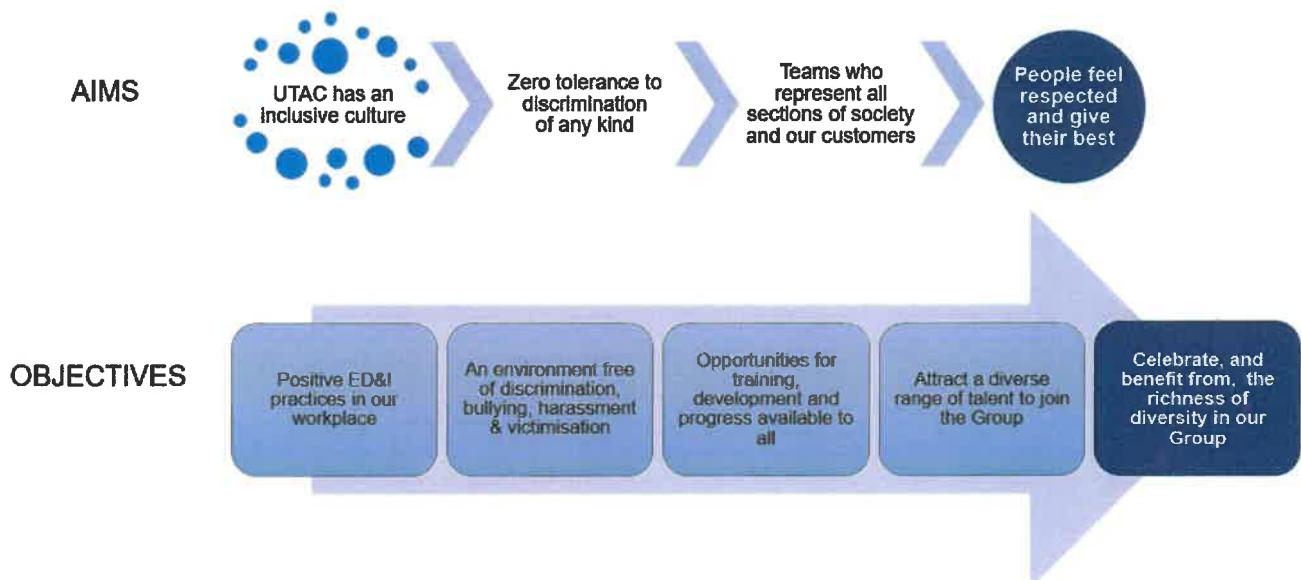 AIMS
UTAC has an
inclusive culture
Zero tolerance to
discrimination
of any kind
Teams who
represent all
sections of society
and our customers
People feel
respected
and give
their best
OBJECTIVES
Positive ED&I
practices in our
workplace
An environment free
of discrimination,
bullying, harassment
& victimisation
Opportunities for
training,
development and
progress available to
all
Attract a diverse
range of talent to join
the Group
Celebrate, and
benefit from, the
richness of
diversity in our
Group